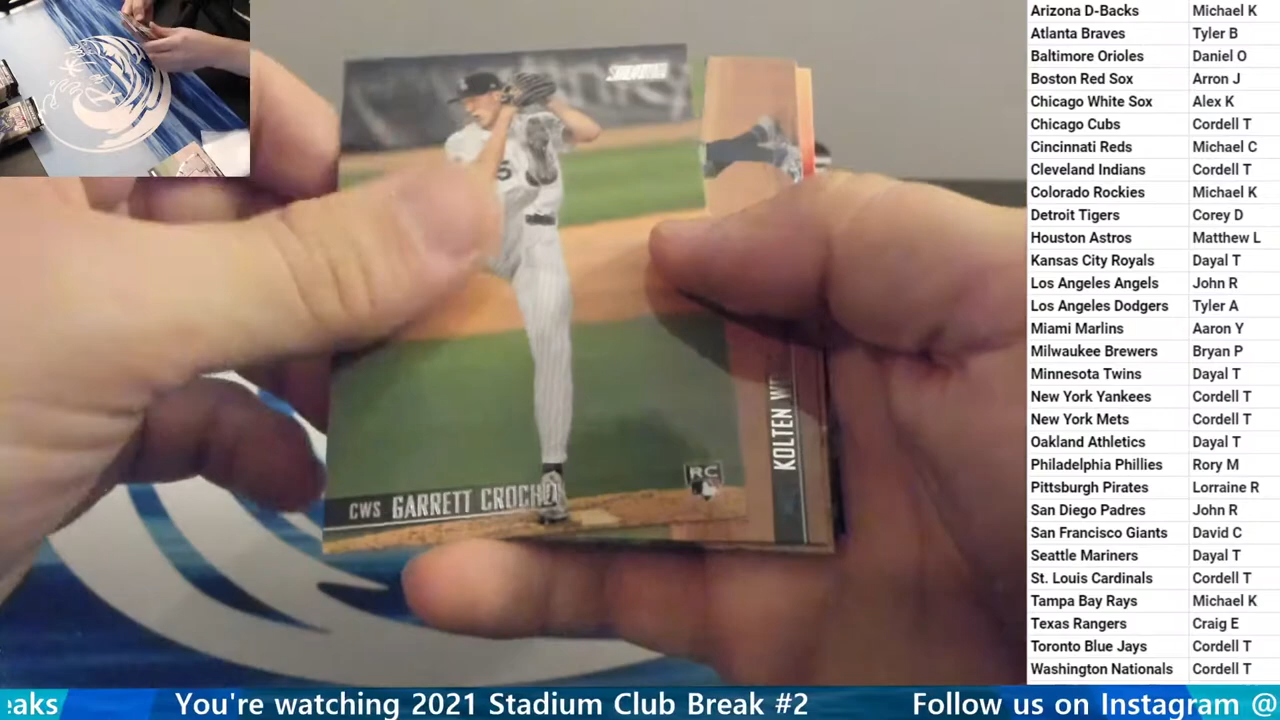 5
CWS GARRETT CROCHET
RC
KOLTEN
Arizona D-Backs Michael K
Atlanta Braves Tyler B
Baltimore Orioles Daniel O
Boston Red Sox Arron J
Chicago White Sox Alex K
Chicago Cubs Cordell T
Cincinnati Reds Michael C
Cleveland Indians Cordell T
Colorado Rockies Michael K
Detroit Tigers Corey D
Houston Astros Matthew L
Kansas City Royals Dayal T
Los Angeles Angels John R
Los Angeles Dodgers Tyler A
Miami Marlins Aaron Y
Milwaukee Brewers Bryan P
Minnesota Twins Dayal T
New York Yankees Cordell T
New York Mets Cordell T
Oakland Athletics Dayal T
Philadelphia Phillies Rory M
Pittsburgh Pirates Lorraine R
San Diego Padres John R
San Francisco Giants David C
Seattle Mariners Dayal T
St. Louis Cardinals Cordell T
Tampa Bay Rays Michael K
Texas Rangers Craig E
Toronto Blue Jays Cordell T
Washington Nationals Cordell T
eaks You're watching 2021 Stadium Club Break #2 Follow us on Instagram @